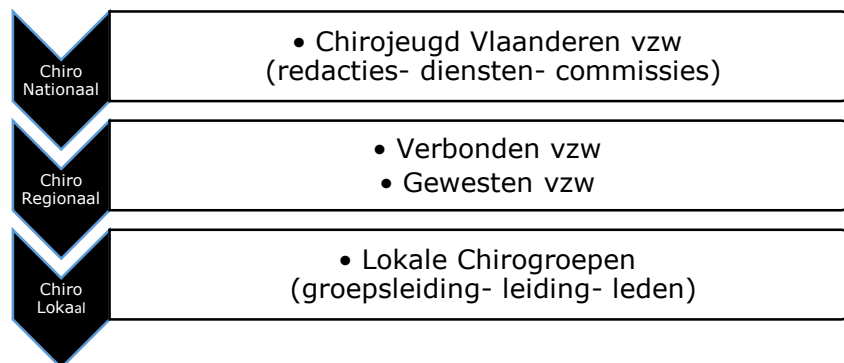 Chiro
Nationaal
• Chirojeugd Vlaanderen vzw
(redacties- diensten- commissies)
Chiro
Regionaal
• Verbonden vzw
• Gewesten vzw
Chiro
Lokaal
• Lokale Chirogroepen
(groepsleiding- leiding- leden)